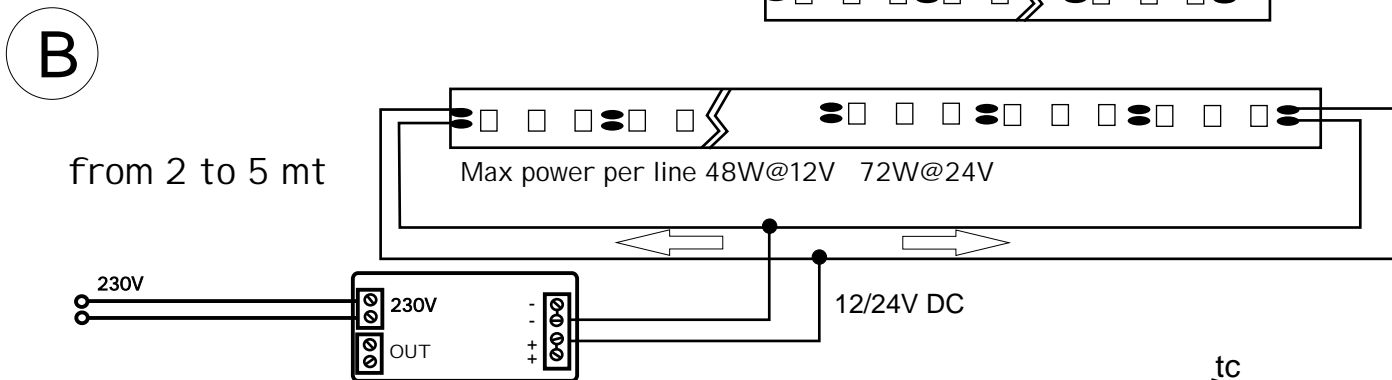 B
from 2 to 5 mt
Max power per line 48W@12V 72W@24V
230V
230V
-
-
12/24V DC
OUT
+
+
tc